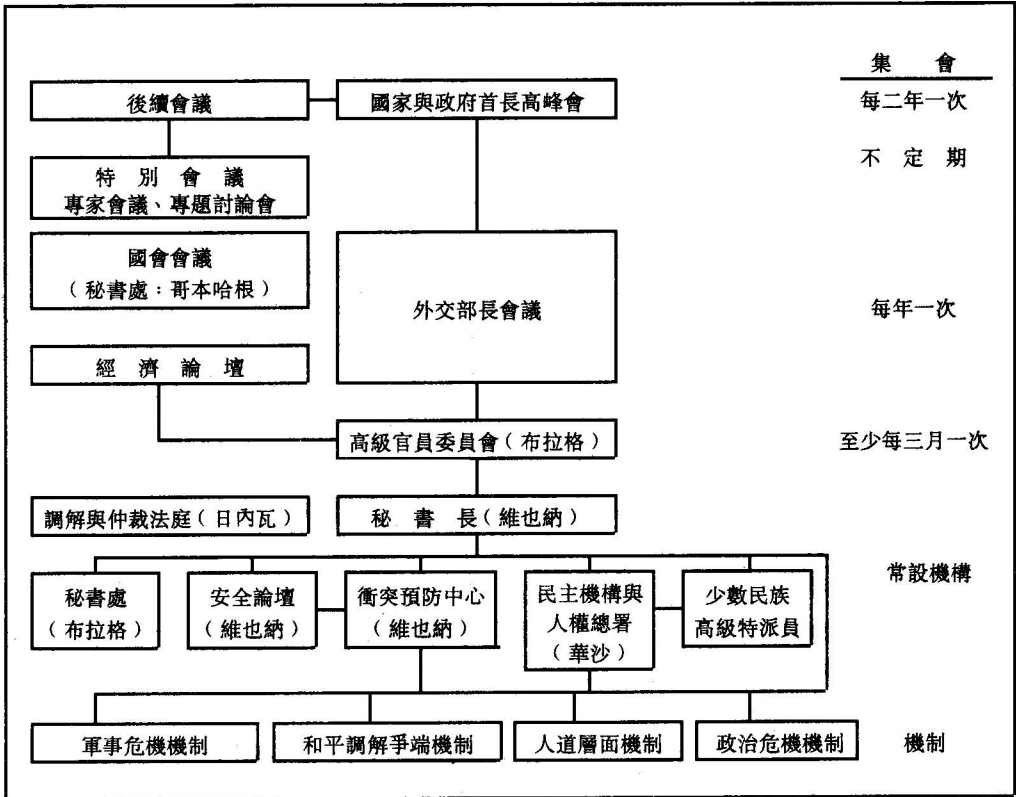 集會
後續會議
國家與政府首長高峰會
每二年一次
特別會議
專家會議、專題討論會
不定期
國會會議
（秘書處：哥本哈根）
外交部長會議
每年一次
經濟論壇
高級官員委員會（布拉格）
至少每三月一次
調解與仲裁法庭（日內瓦）
秘書長（維也納）
常設機構
秘書處
（布拉格）
安全論壇
（維也納）
衝突預防中心
（維也納）
民主機構與
人權總署
（華沙）
少數民族
高級特派員
軍事危機機制
和平調解爭端機制
人道層面機制
政治危機機制
機制